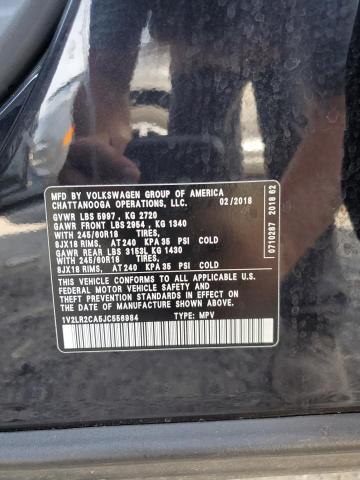 MFD BY VOLKSWAGEN GROUP OF AMERICA
CHATTANOOGA OPERATIONS, LLC. 02/2018
GVWR LBS 5997 , KG 2720
GAWR FRONT LBS 2954 , KG 1340
WITH 245/60R18 TIRES,
8JX18 RIMS, AT 240 KPA 35 PSI COLD
GAWR REAR LBS 3153L KG 1430
WITH 245/60R18 TIRES,
8JX18 RIMS, AT 240 KPA 35 PSI COLD
THIS VEHICLE CONFORMS TO ALL APPLICABLE U.S.
FEDERAL MOTOR VEHICLE SAFETY AND THEFT
PREVENTION STANDARDS IN EFFECT ON THE DATE
OF MANUFACTURE SHOWN ABOVE.
1V2LR2CA5JC556984 TYPE: MPV
0710287 2018 62